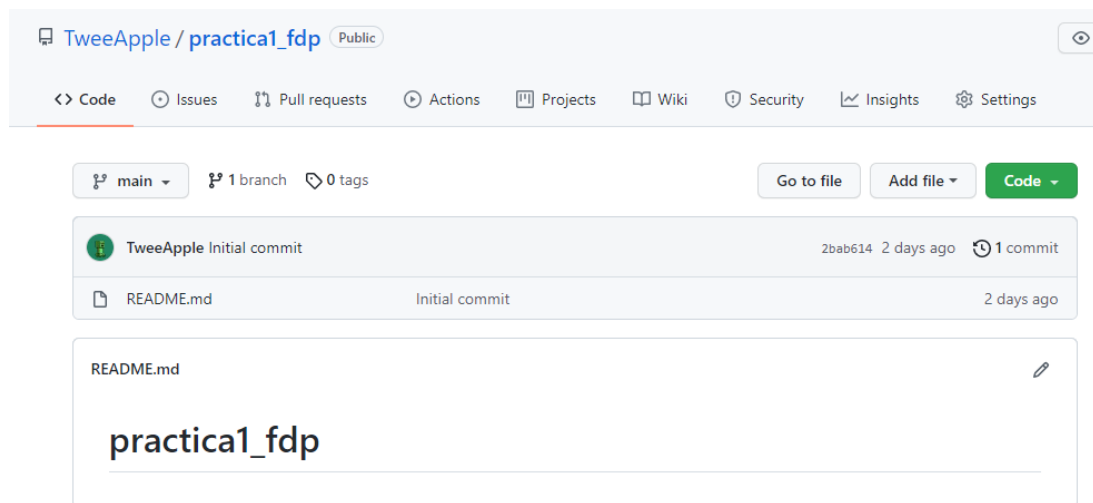 TweeApple / practica1_fdp Public
Code Issues Pull requests Actions Projects Wiki Security Insights Settings
main 1 branch 0 tags Go to file Add file Code
TweeApple Initial commit 2bab614 2 days ago 1 commit
README.md Initial commit 2 days ago
README.md
practica1_fdp